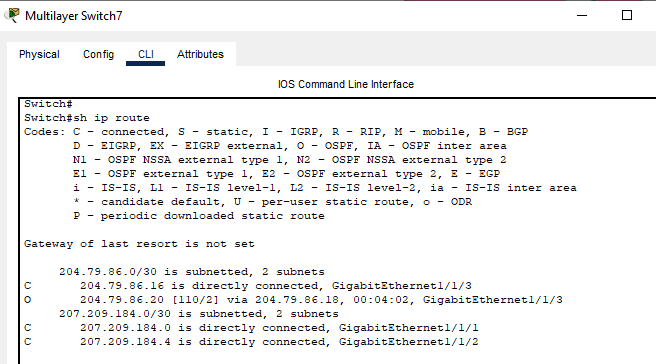 Multilayer Switch7
Physical Config CLI Attributes
IOS Command Line Interface
Switch#
Switch#sh ip route
Codes: C - connected, S - static, I - IGRP, R - RIP, M - mobile, B - BGP
D - EIGRP, EX - EIGRP external, O - OSPF, IA - OSPF inter area
N1 - OSPF NSSA external type 1, N2 - OSPF NSSA external type 2
E1 - OSPF external type 1, E2 - OSPF external type 2, E - EGP
i - IS-IS, L1 - IS-IS level-1, L2 - IS-IS level-2, ia - IS-IS inter area
* - candidate default, U - per-user static route, o - ODR
P - periodic downloaded static route
Gateway of last resort is not set
204.79.86.0/30 is subnetted, 2 subnets
C 204.79.86.16 is directly connected, GigabitEthernet1/1/3
O 204.79.86.20 [110/2] via 204.79.86.18, 00:04:02, GigabitEthernet1/1/3
207.209.184.0/30 is subnetted, 2 subnets
C 207.209.184.0 is directly connected, GigabitEthernet1/1/1
C 207.209.184.4 is directly connected, GigabitEthernet1/1/2